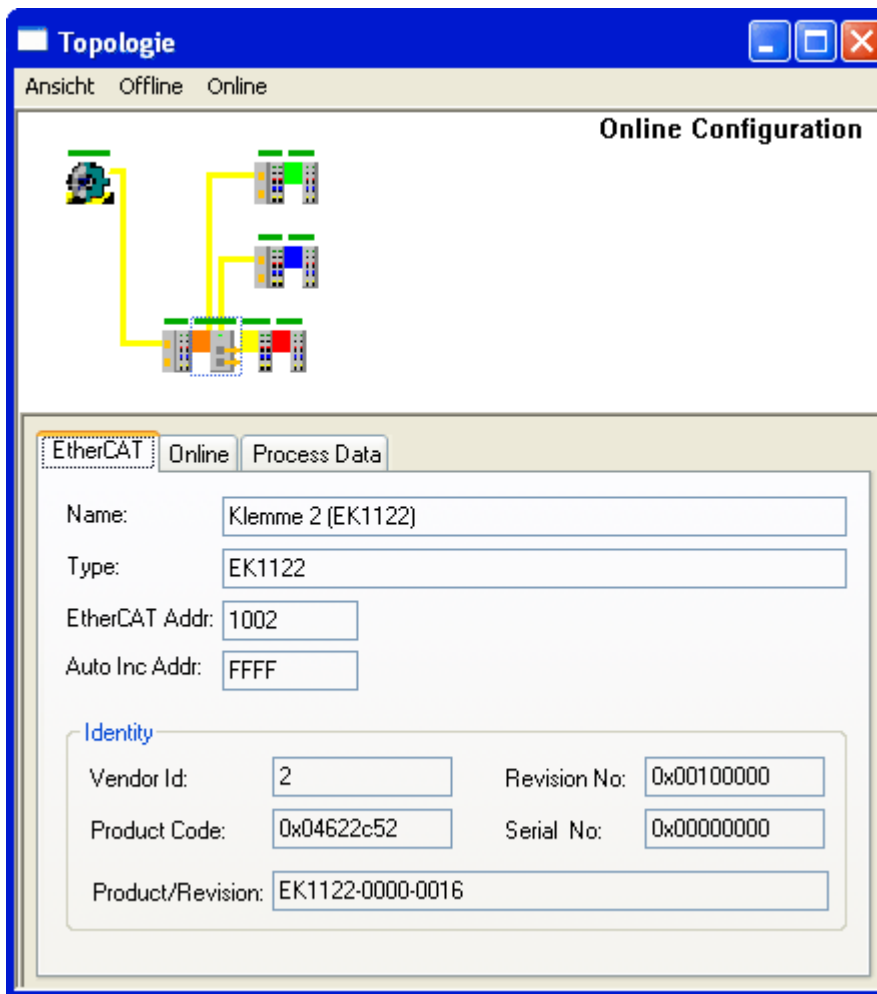 Topologie
Ansicht Offline Online
Online Configuration
EtherCAT Online Process Data
Name: Klemme 2 (EK1122)
Type: EK1122
EtherCAT Addr: 1002
Auto Inc Addr: FFFF
Identity
Vendor Id: 2 Revision No: 0x00100000
Product Code: 0x04622c52 Serial No: 0x00000000
Product/Revision: EK1122-0000-0016